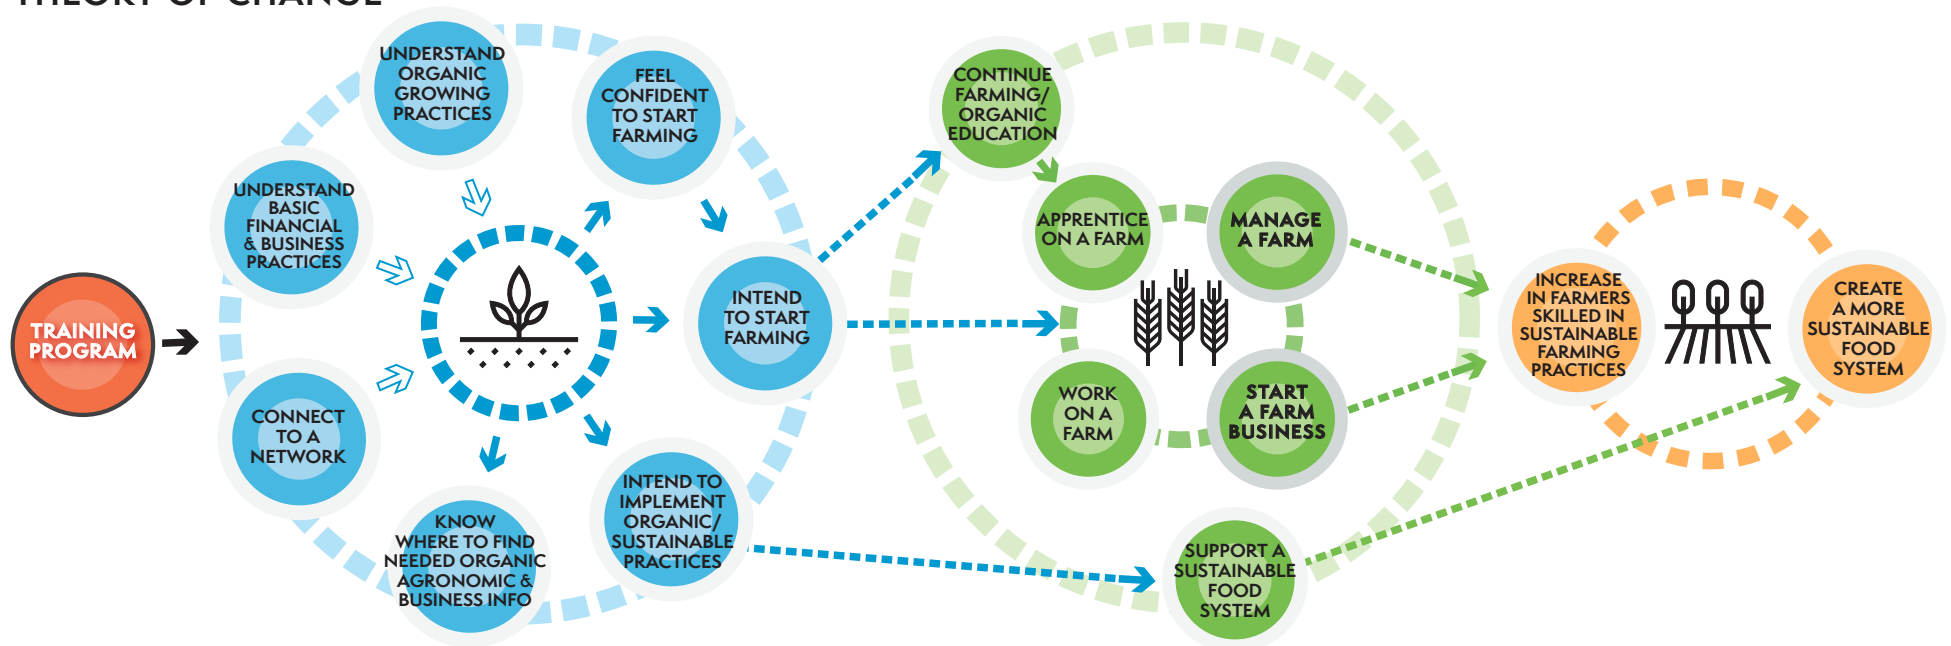 THEORY OF CHANGE
TRAINING
PROGRAM
UNDERSTAND
ORGANIC
GROWING
PRACTICES
UNDERSTAND
BASIC
FINANCIAL
& BUSINESS
PRACTICES
CONNECT
TO A
NETWORK
KNOW
WHERE TO FIND
NEEDED ORGANIC
AGRONOMIC &
BUSINESS INFO
FEEL
CONFIDENT
TO START
FARMING
INTEND
TO START
FARMING
INTEND TO
IMPLEMENT
ORGANIC/
SUSTAINABLE
PRACTICES
CONTINUE
FARMING/
ORGANIC
EDUCATION
APPRENTICE
ON A FARM
MANAGE
A FARM
WORK
ON A
FARM
START
A FARM
BUSINESS
SUPPORT A
SUSTAINABLE
FOOD
SYSTEM
INCREASE
IN FARMERS
SKILLED IN
SUSTAINABLE
FARMING
PRACTICES
CREATE
A MORE
SUSTAINABLE
FOOD
SYSTEM